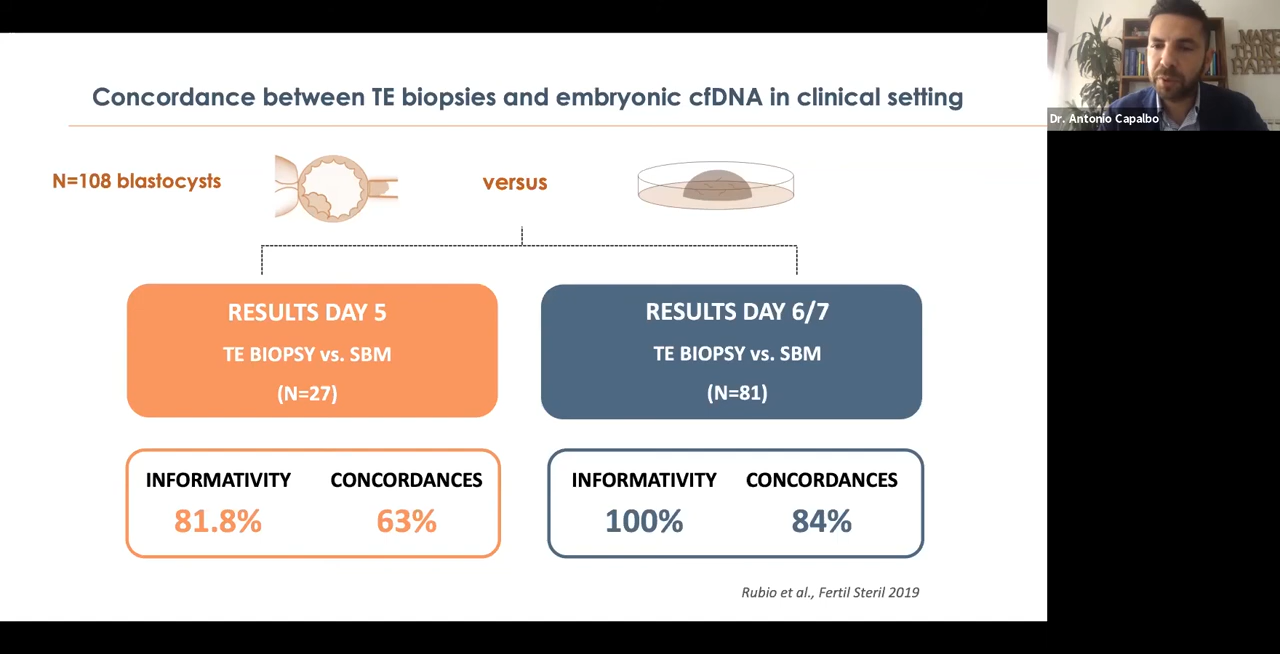 Concordance between TE biopsies and embryonic cfDNA in clinical setting
N=108 blastocysts
versus
RESULTS DAY 5
TE BIOPSY vs. SBM
(N=27)
RESULTS DAY 6/7
TE BIOPSY vs. SBM
(N=81)
INFORMATIVITY CONCORDANCES
81.8% 63%
INFORMATIVITY CONCORDANCES
100% 84%
Rubio et al., Fertil Steril 2019
MAKE
THINK
Dr. Antonio Capalbo